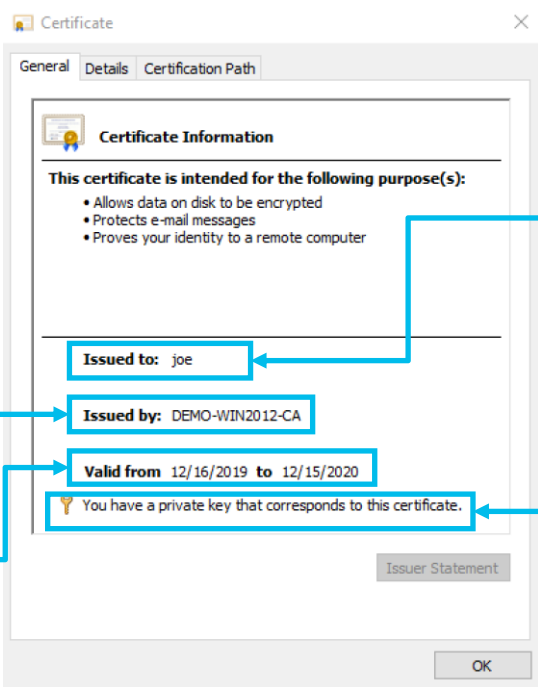 Certificate
General Details Certification Path
Certificate Information
This certificate is intended for the following purpose(s):
• Allows data on disk to be encrypted
• Protects e-mail messages
• Proves your identity to a remote computer
Issued to: joe
Issued by: DEMO-WIN2012-CA
Valid from 12/16/2019 to 12/15/2020
You have a private key that corresponds to this certificate.
Issuer Statement
OK